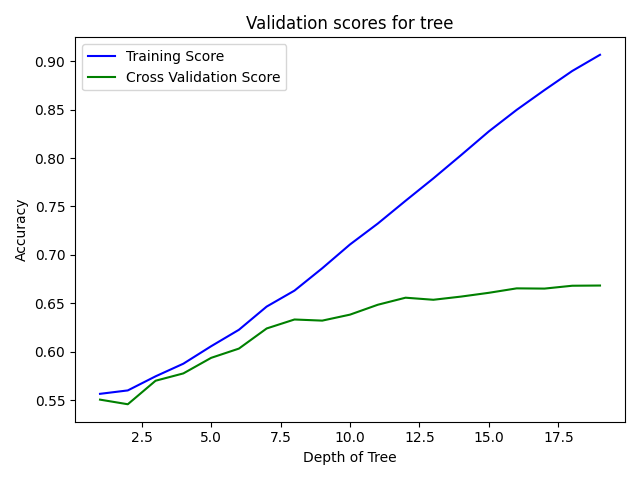 Validation scores for tree
Training Score
Cross Validation Score
0.90
0.85
0.80
0.75
0.70
0.65
0.60
0.55
Accuracy
2.5 5.0 7.5 10.0 12.5 15.0 17.5
Depth of Tree